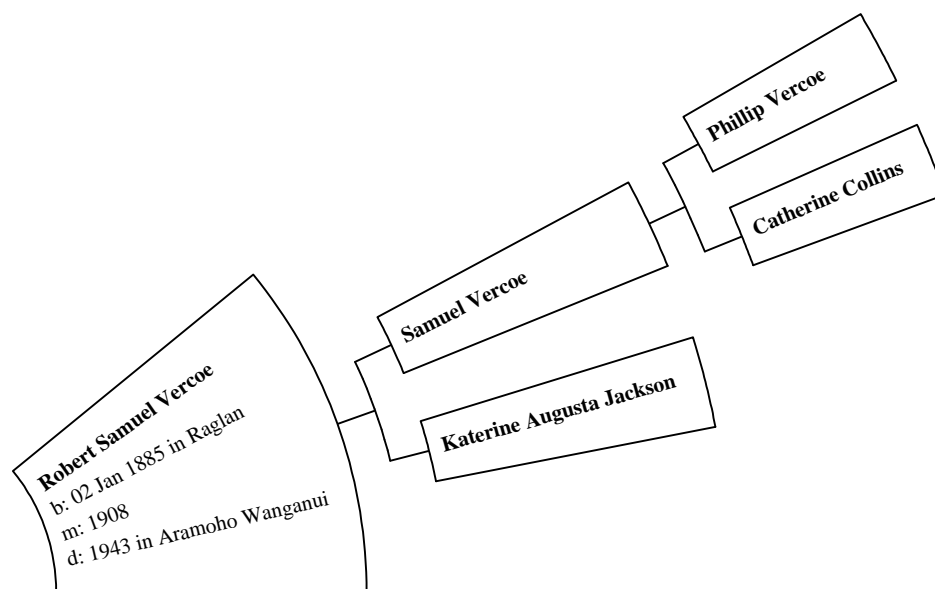 Phillip Vercoe
Catherine Collins
Samuel Vercoe
Katerine Augusta Jackson
Robert Samuel Vercoe
b: 02 Jan 1885 in Raglan
m: 1908
d: 1943 in Aramoho Wanganui